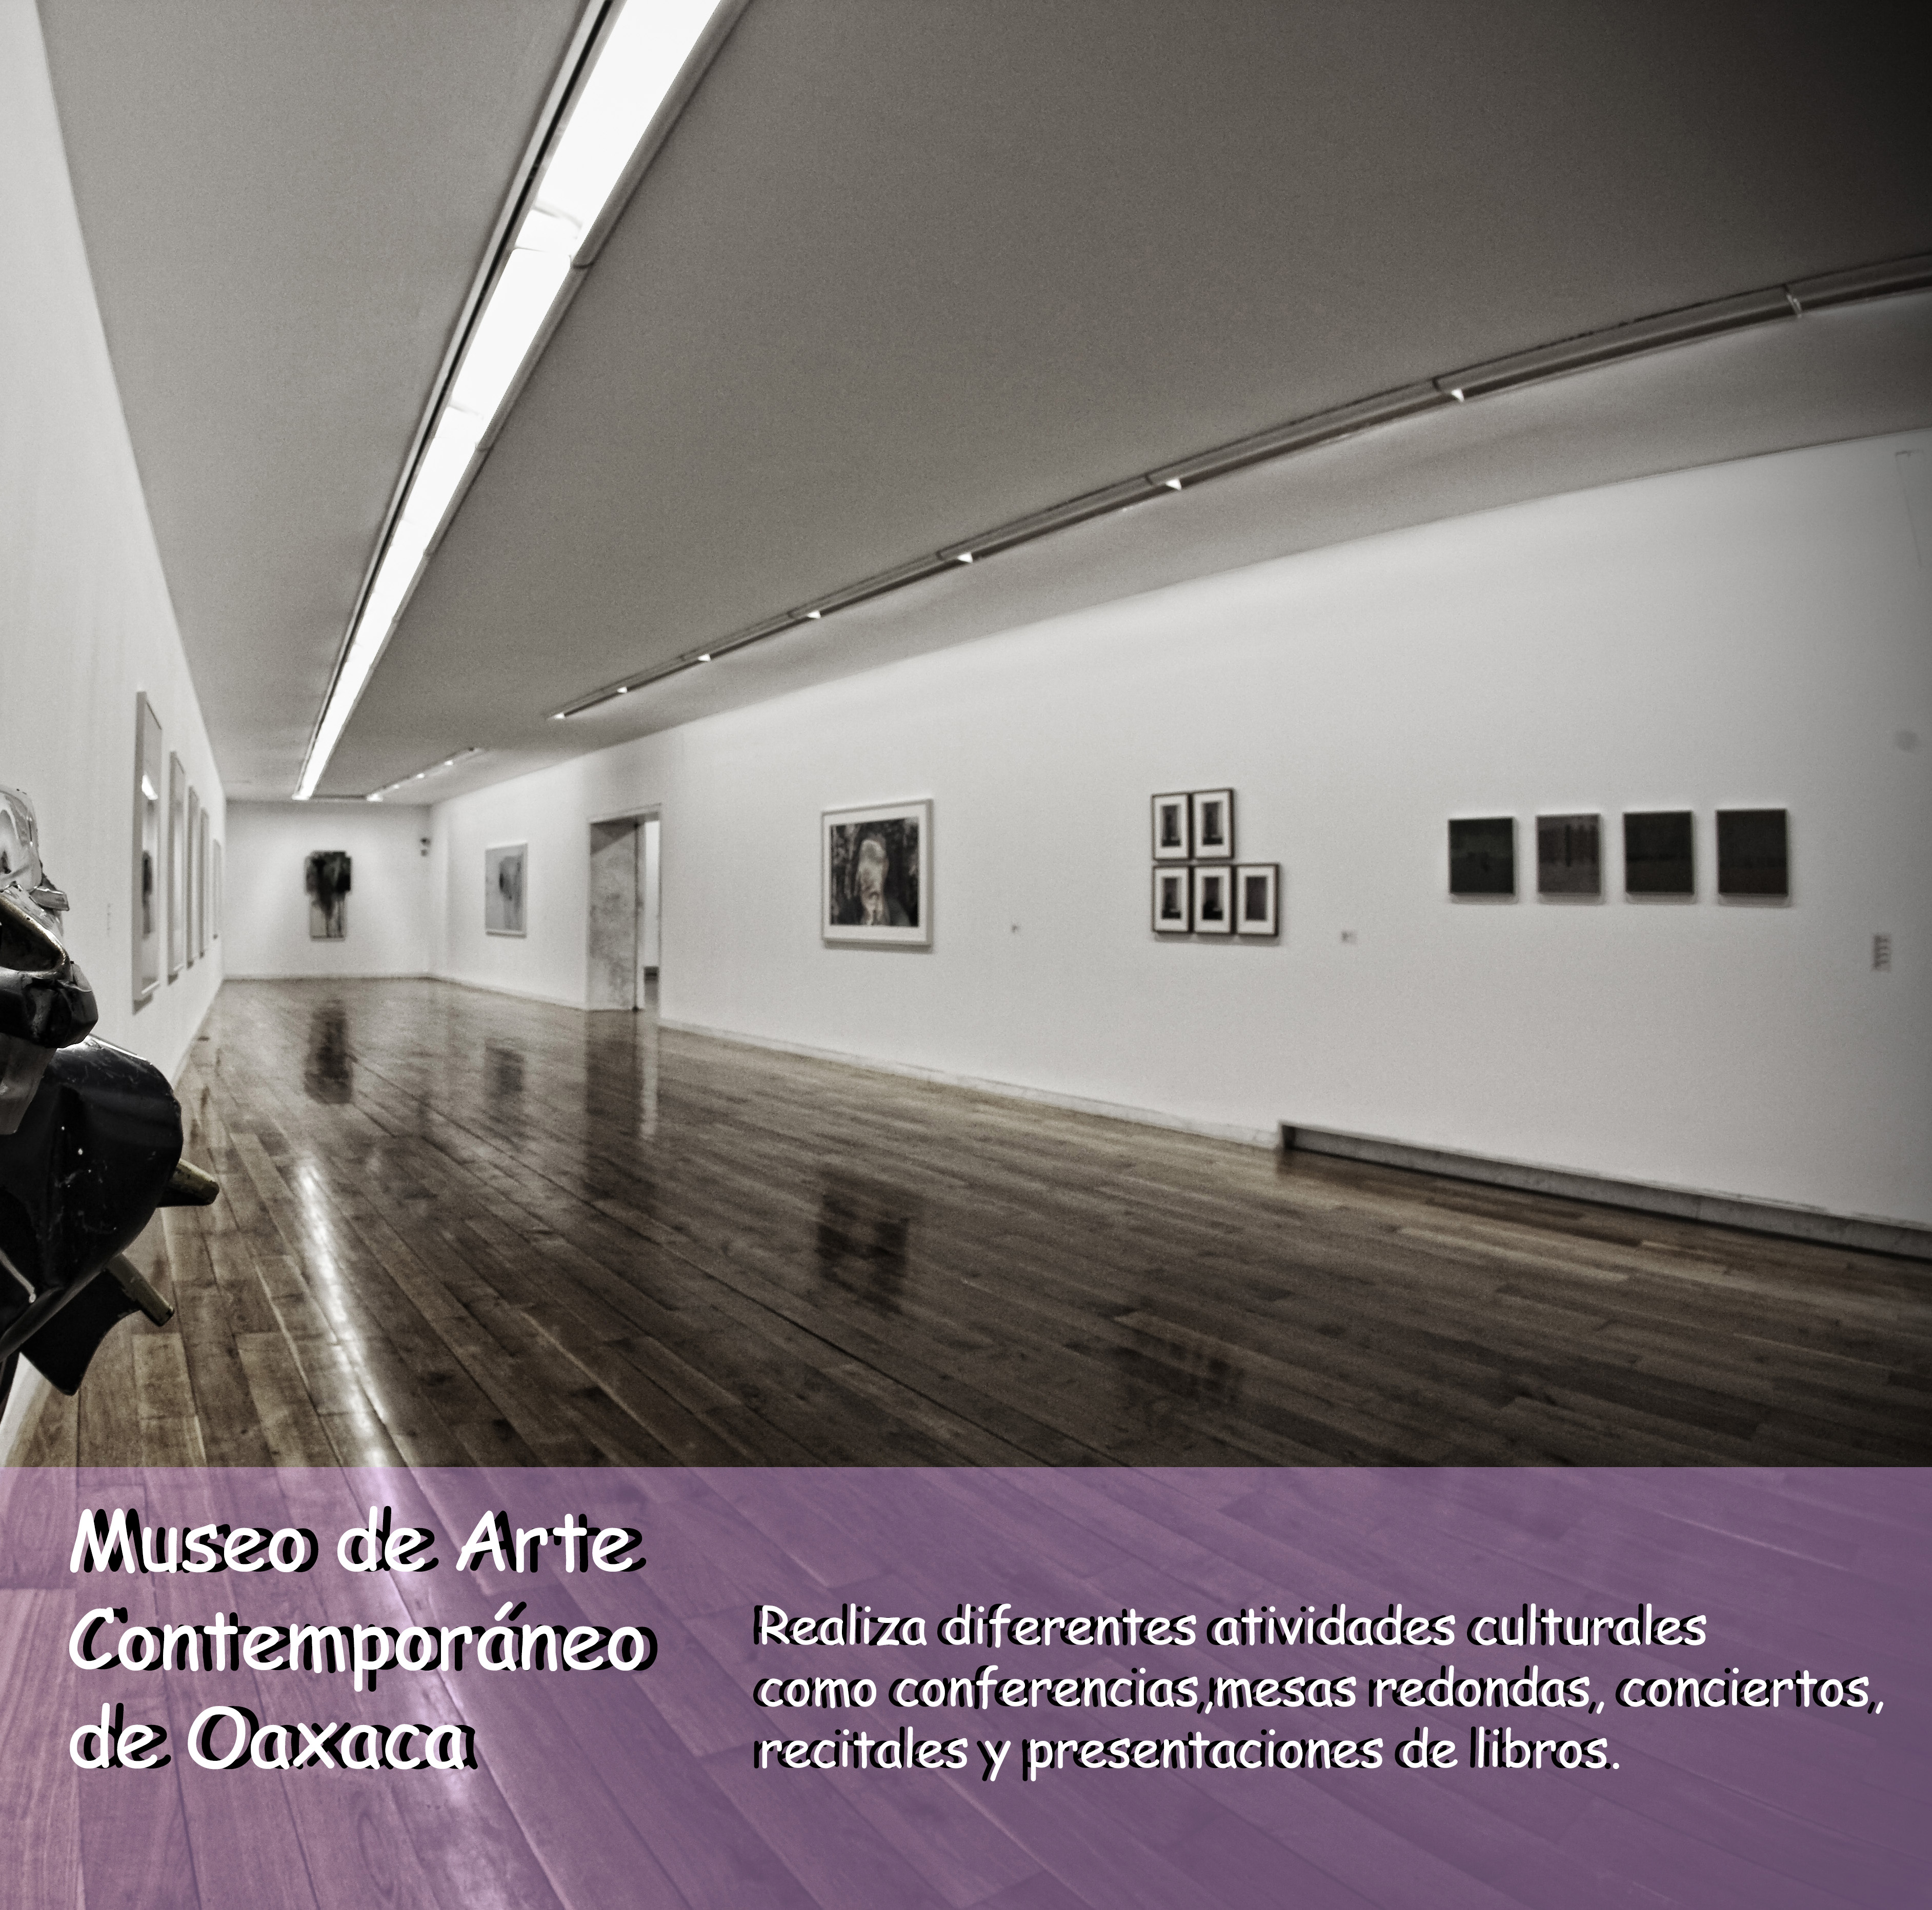 Museo de Arte
Contemporáneo
de Oaxaca
Realiza diferentes atividades culturales
como conferencias,mesas redondas, conciertos,
recitales y presentaciones de libros.